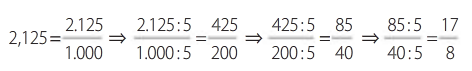 2,125 = 2.125/1.000 ⇒ 2.125:5/1.000:5 = 425/200 ⇒ 425:5/200:5 = 85/40 ⇒ 85:5/40:5 = 17/8